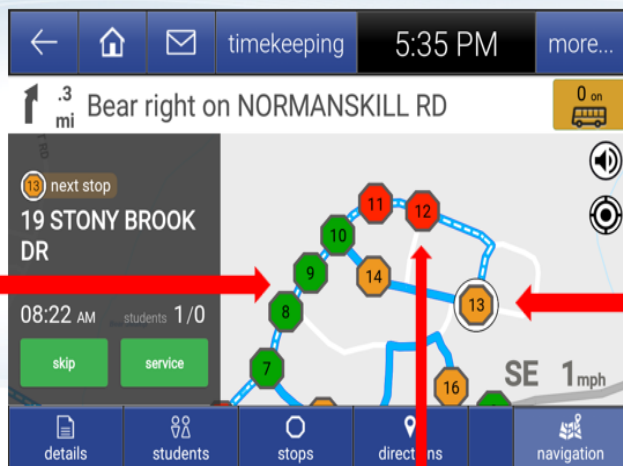 timekeeping
5:35 PM
more...
.3
mi
Bear right on NORMANSKILL RD
0 on
13 next stop
19 STONY BROOK
DR
08:22 AM
students 1/0
skip
service
11
12
10
9
14
8
13
7
16
SE 1mph
details
students
stops
directions
navigation